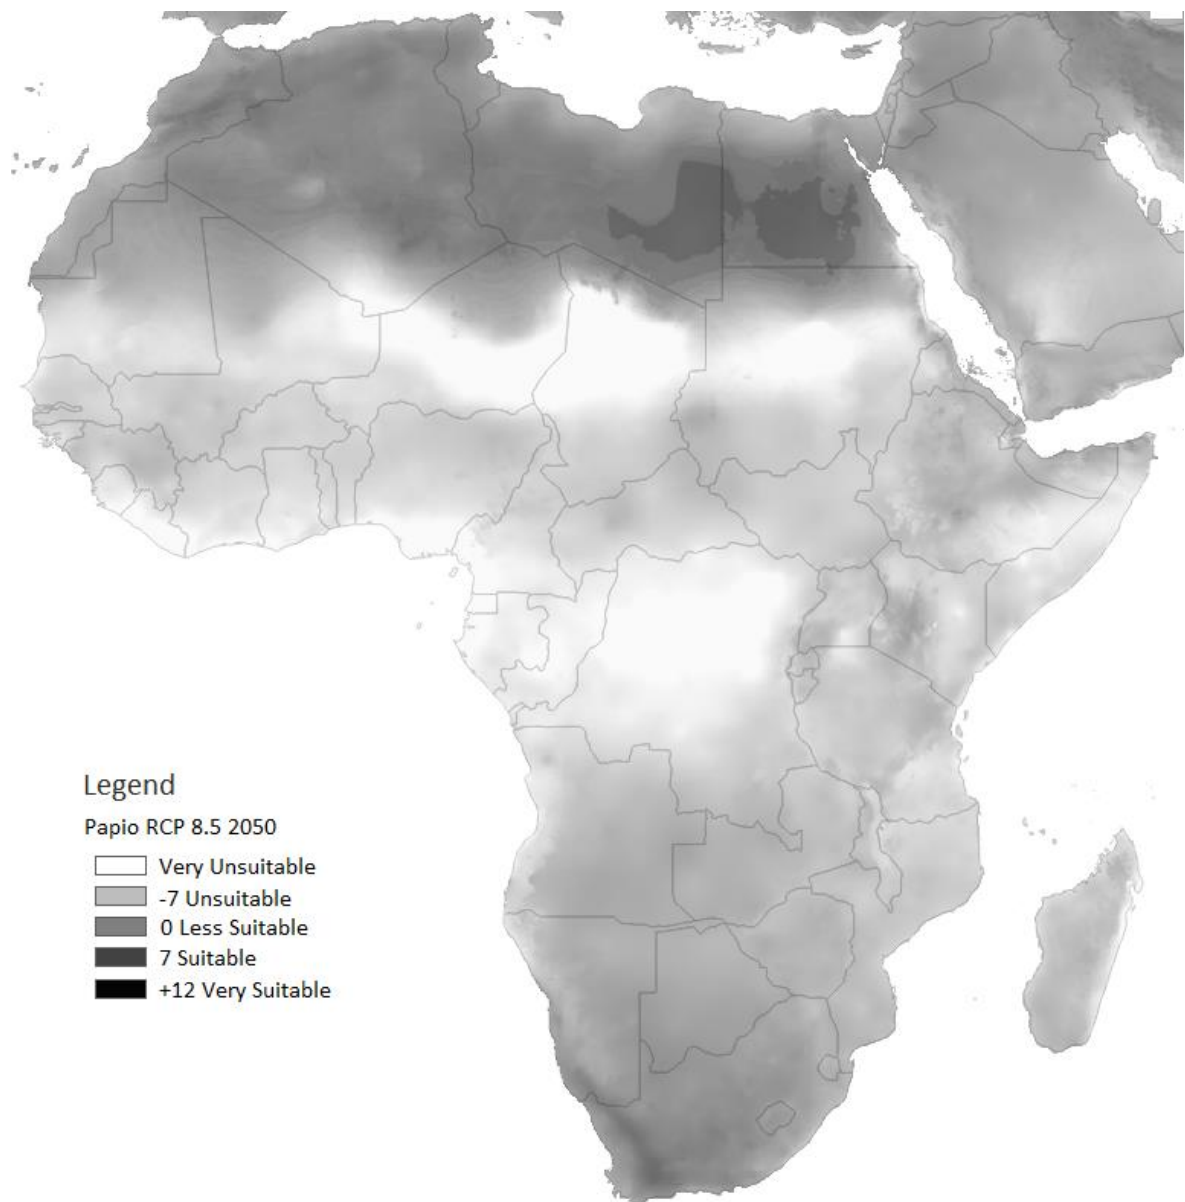 Legend
Papio RCP 8.5 2050
Very Unsuitable
-7 Unsuitable
0 Less Suitable
7 Suitable
+12 Very Suitable